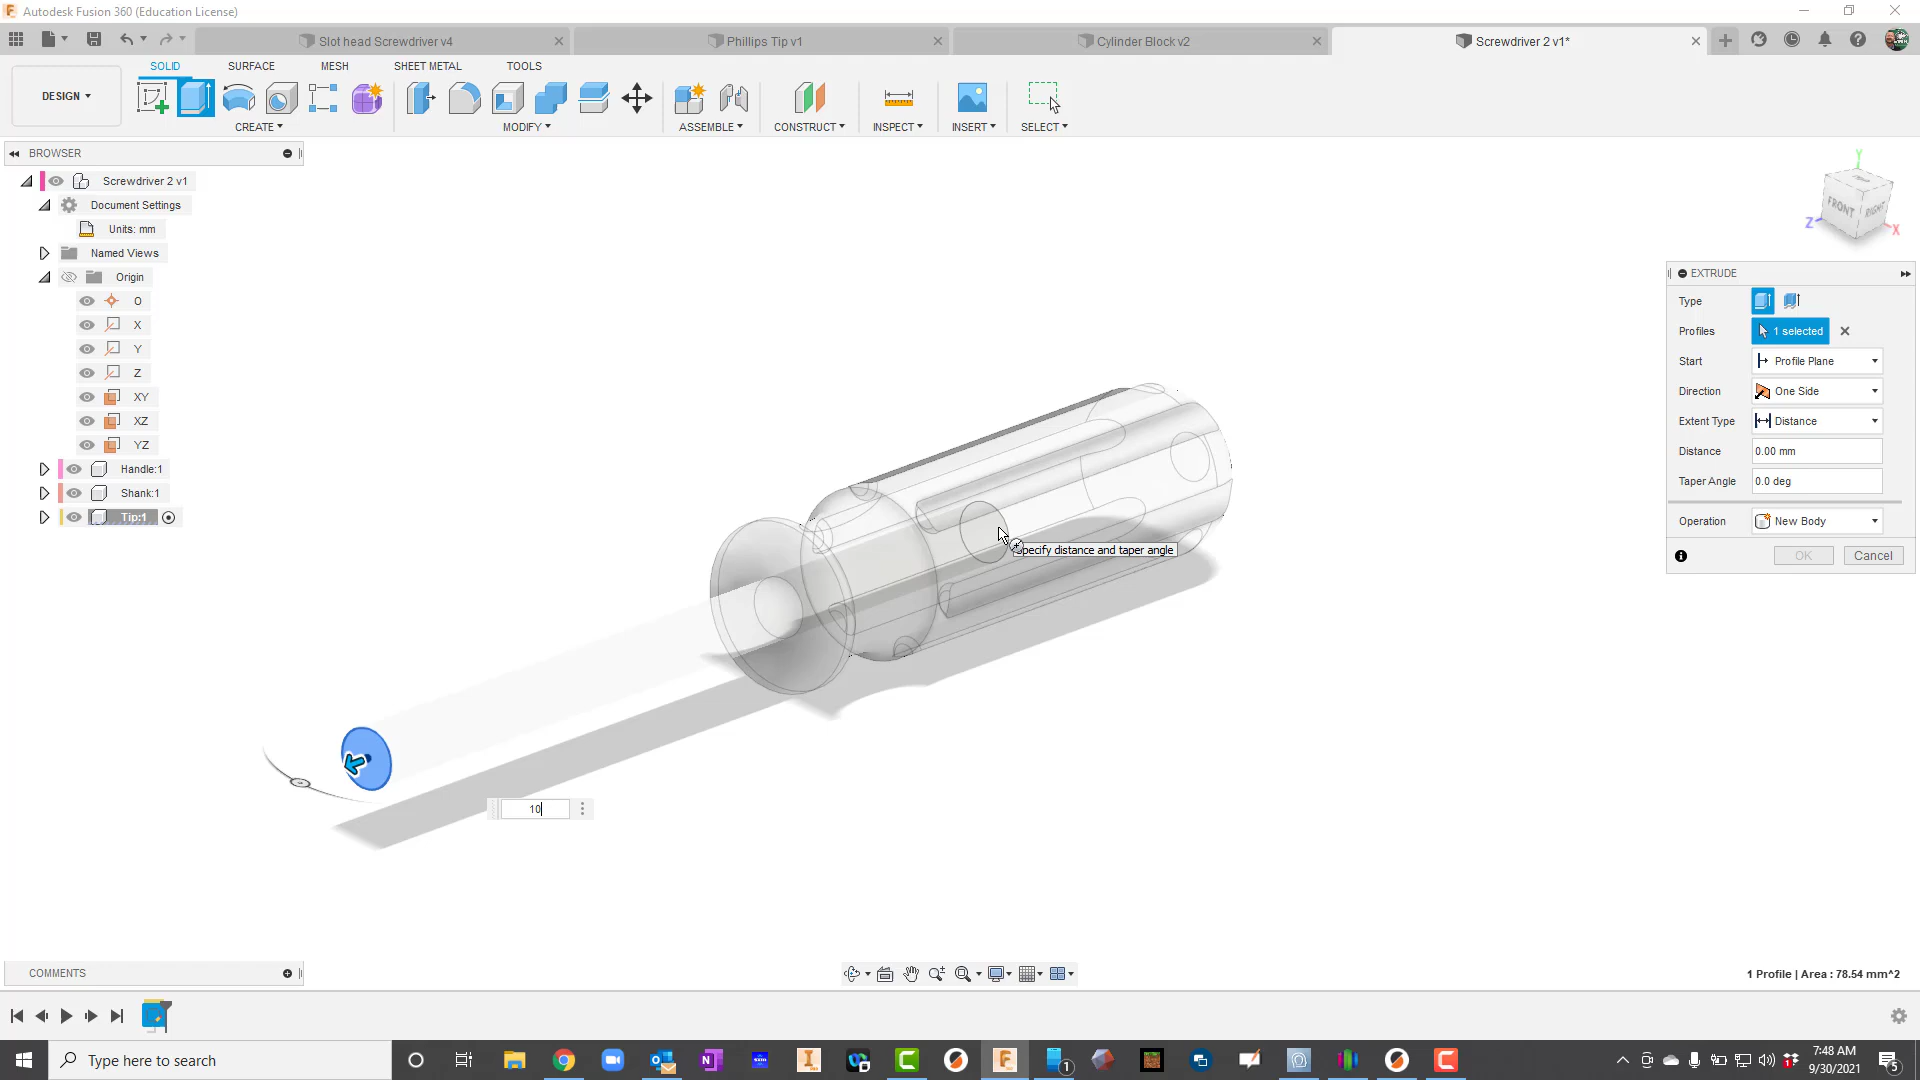 Autodesk Fusion 360 (Education License)
Slot head Screwdriver v4
Phillips Tip v1
Cylinder Block v2
Screwdriver 2 v1*
DESIGN
SOLID
SURFACE
MESH
SHEET METAL
TOOLS
CREATE
MODIFY
ASSEMBLE
CONSTRUCT
INSPECT
INSERT
SELECT
BROWSER
Screwdriver 2 v1
Document Settings
Units: mm
Named Views
Origin
O
X
Y
Z
XY
XZ
YZ
Handle:1
Shank:1
Tip:1
Y
FRONT
RIGHT
Z
X
EXTRUDE
Type
Profiles
1 selected
Start
Profile Plane
Direction
One Side
Extent Type
Distance
Distance
0.00 mm
Taper Angle
0.0 deg
Operation
New Body
OK
Cancel
Specify distance and taper angle
10
COMMENTS
1 Profile | Area : 78.54 mm^2
Type here to search
7:48 AM
9/30/2021